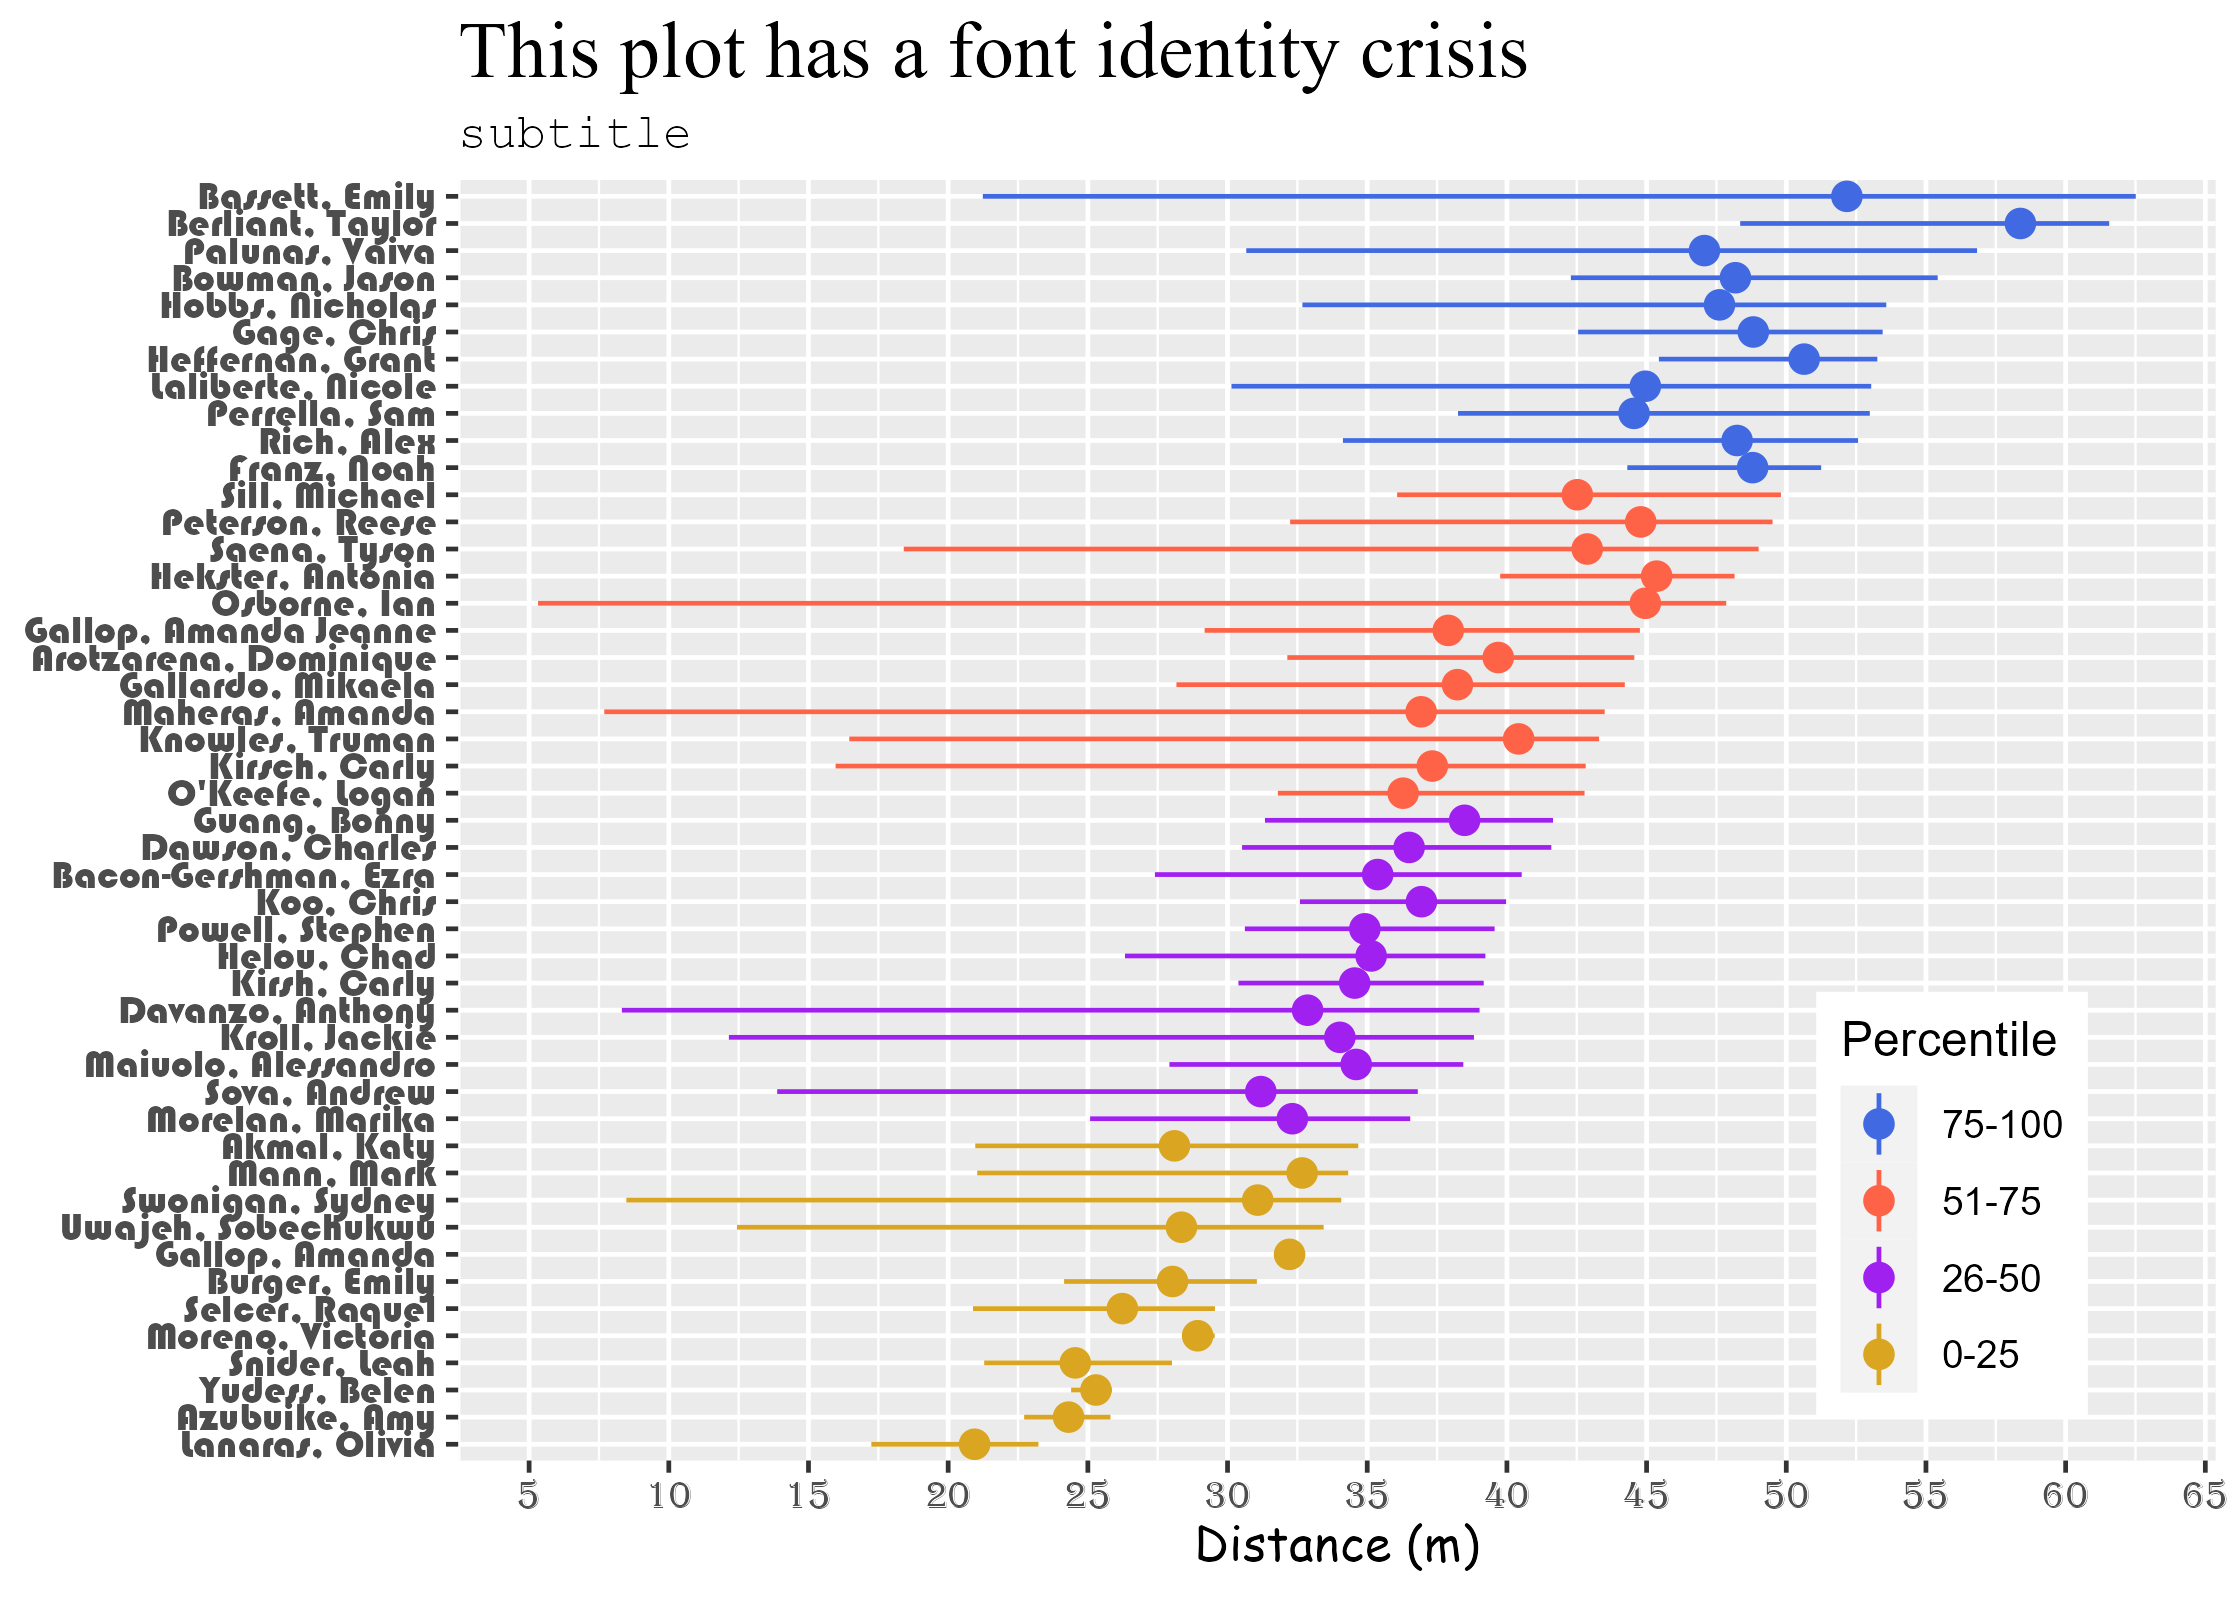 This plot has a font identity crisis
subtitle
Bassett, Emily
Berliant, Taylor
Palunas, Vaiva
Bowman, Jason
Hobbs, Nicholas
Gage, Chris
Heffernan, Grant
Laliberte, Nicole
Perrella, Sam
Rich, Alex
Franz, Noah
Sill, Michael
Peterson, Reese
Saena, Tyson
Hekster, Antonia
Osborne, Ian
Gallop, Amanda Jeanne
Arotzarena, Dominique
Gallardo, Mikaela
Maheras, Amanda
Knowles, Truman
Kirsch, Carly
O'Keefe, Logan
Guang, Bonny
Dawson, Charles
Bacon-Gershman, Ezra
Koo, Chris
Powell, Stephen
Helou, Chad
Kirsh, Carly
Davanzo, Anthony
Kroll, Jackie
Maiuolo, Alessandro
Sova, Andrew
Morelan, Marika
Akmal, Katy
Mann, Mark
Swonigan, Sydney
Uwajeh, Sobechukwu
Gallop, Amanda
Burger, Emily
Selcer, Raquel
Moreno, Victoria
Snider, Leah
Yudess, Belen
Azubuike, Amy
Lanaras, Olivia
Percentile
75-100
51-75
26-50
0-25
5 10 15 20 25 30 35 40 45 50 55 60 65
Distance (m)